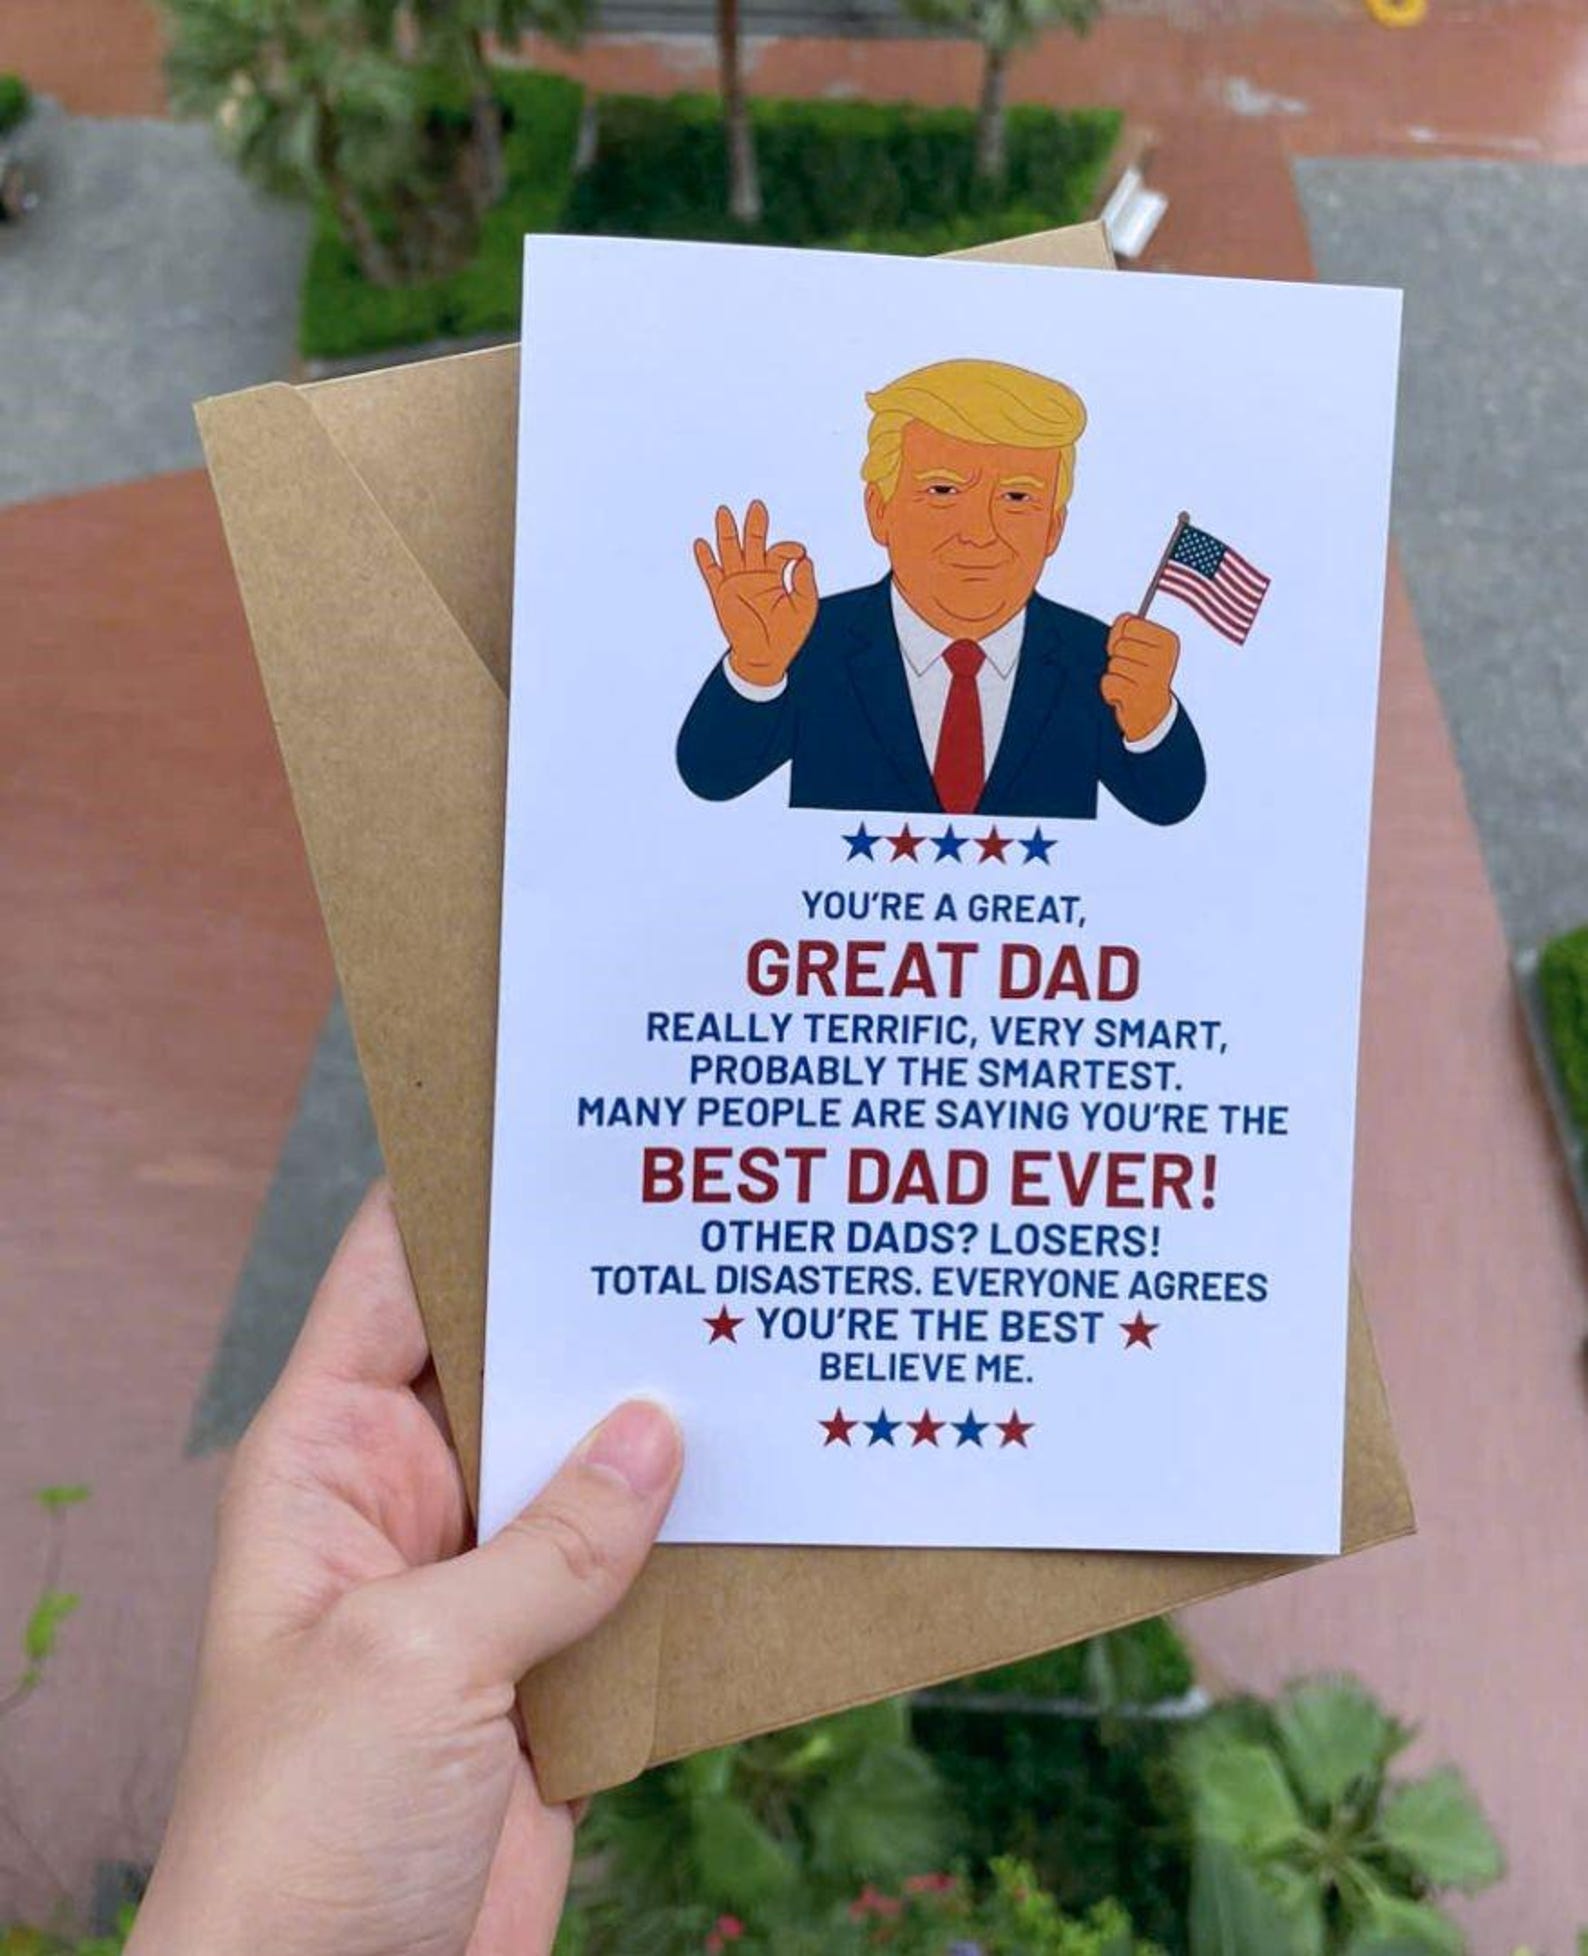 YOU'RE A GREAT,
GREAT DAD
REALLY TERRIFIC, VERY SMART,
PROBABLY THE SMARTEST.
MANY PEOPLE ARE SAYING YOU'RE THE
BEST DAD EVER!
OTHER DADS? LOSERS!
TOTAL DISASTERS. EVERYONE AGREES
YOU'RE THE BEST
BELIEVE ME.